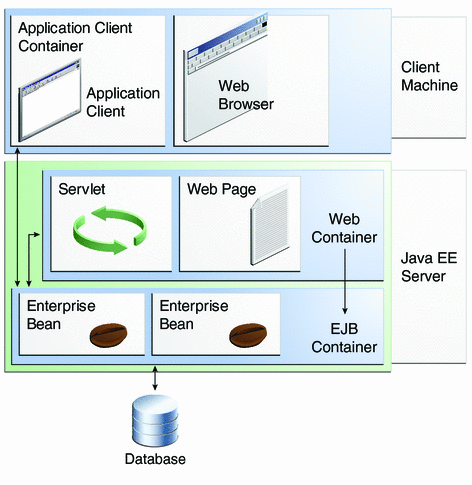 Application Client
Container
Application
Client
Web
Browser
Client
Machine
Servlet
Web Page
Web
Container
Java EE
Server
Enterprise
Bean
Enterprise
Bean
EJB
Container
Database